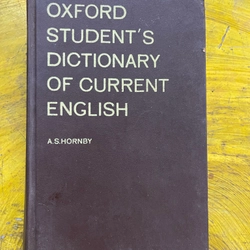 OXFORD
STUDENT'S
DICTIONARY
OF CURRENT
ENGLISH
A.S.HORNBY